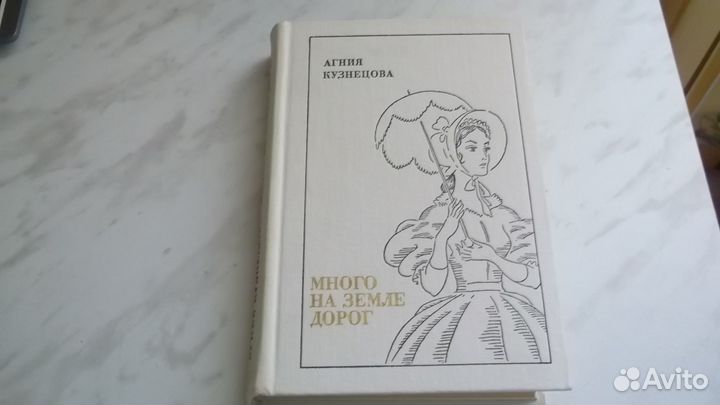 АГНИЯ
КУЗНЕЦОВА
МНОГО
НА ЗЕМЛЕ
ДОРОГ
Avito